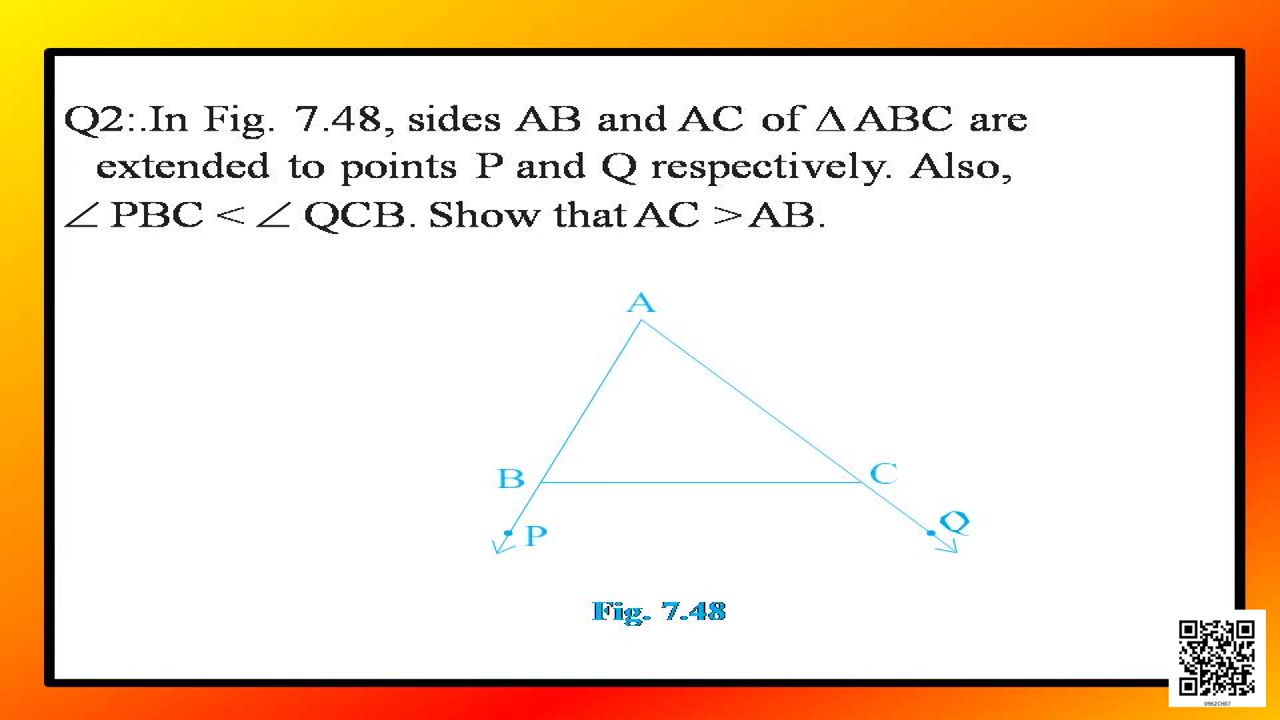 Q2:.In Fig. 7.48, sides AB and AC of Δ ABC are
extended to points P and Q respectively. Also,
∠ PBC < ∠ QCB. Show that AC > AB.
A
B
C
P
Q
Fig. 7.48
0962CH07